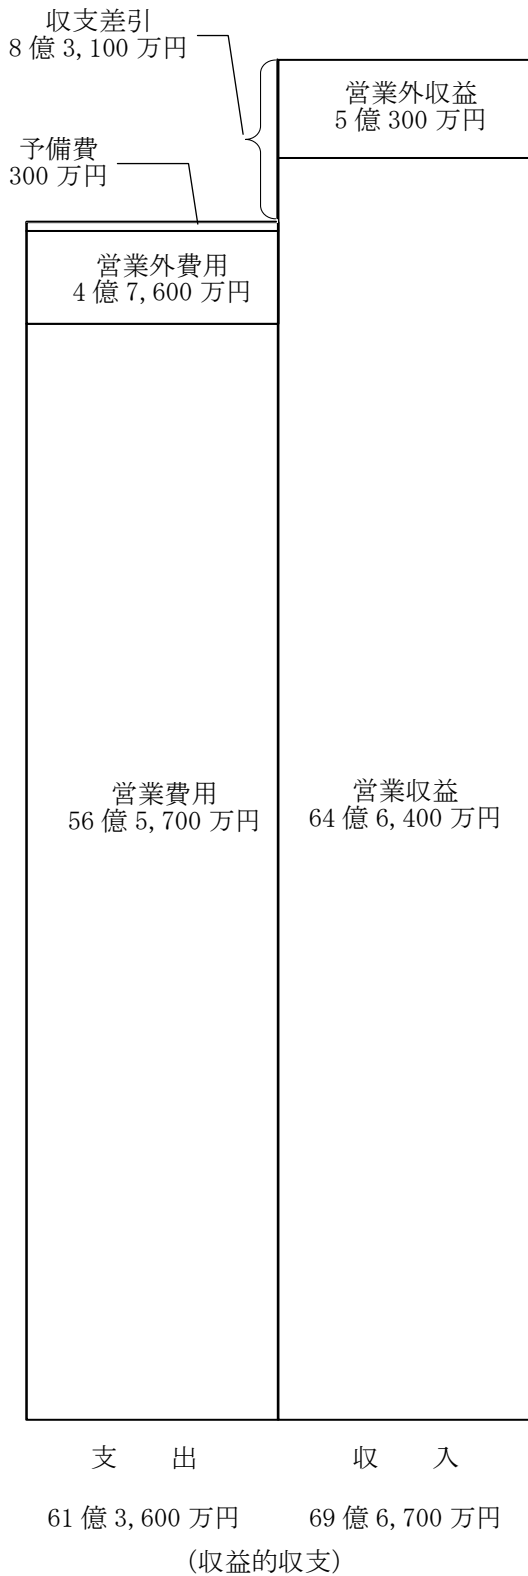 収支差引
8億3,100万円
営業外収益
5億300万円
予備費
300万円
営業外費用
4億7,600万円
営業費用
56億5,700万円
営業収益
64億6,400万円
支 出
収 入
61億3,600万円
69億6,700万円
(収益的収支)